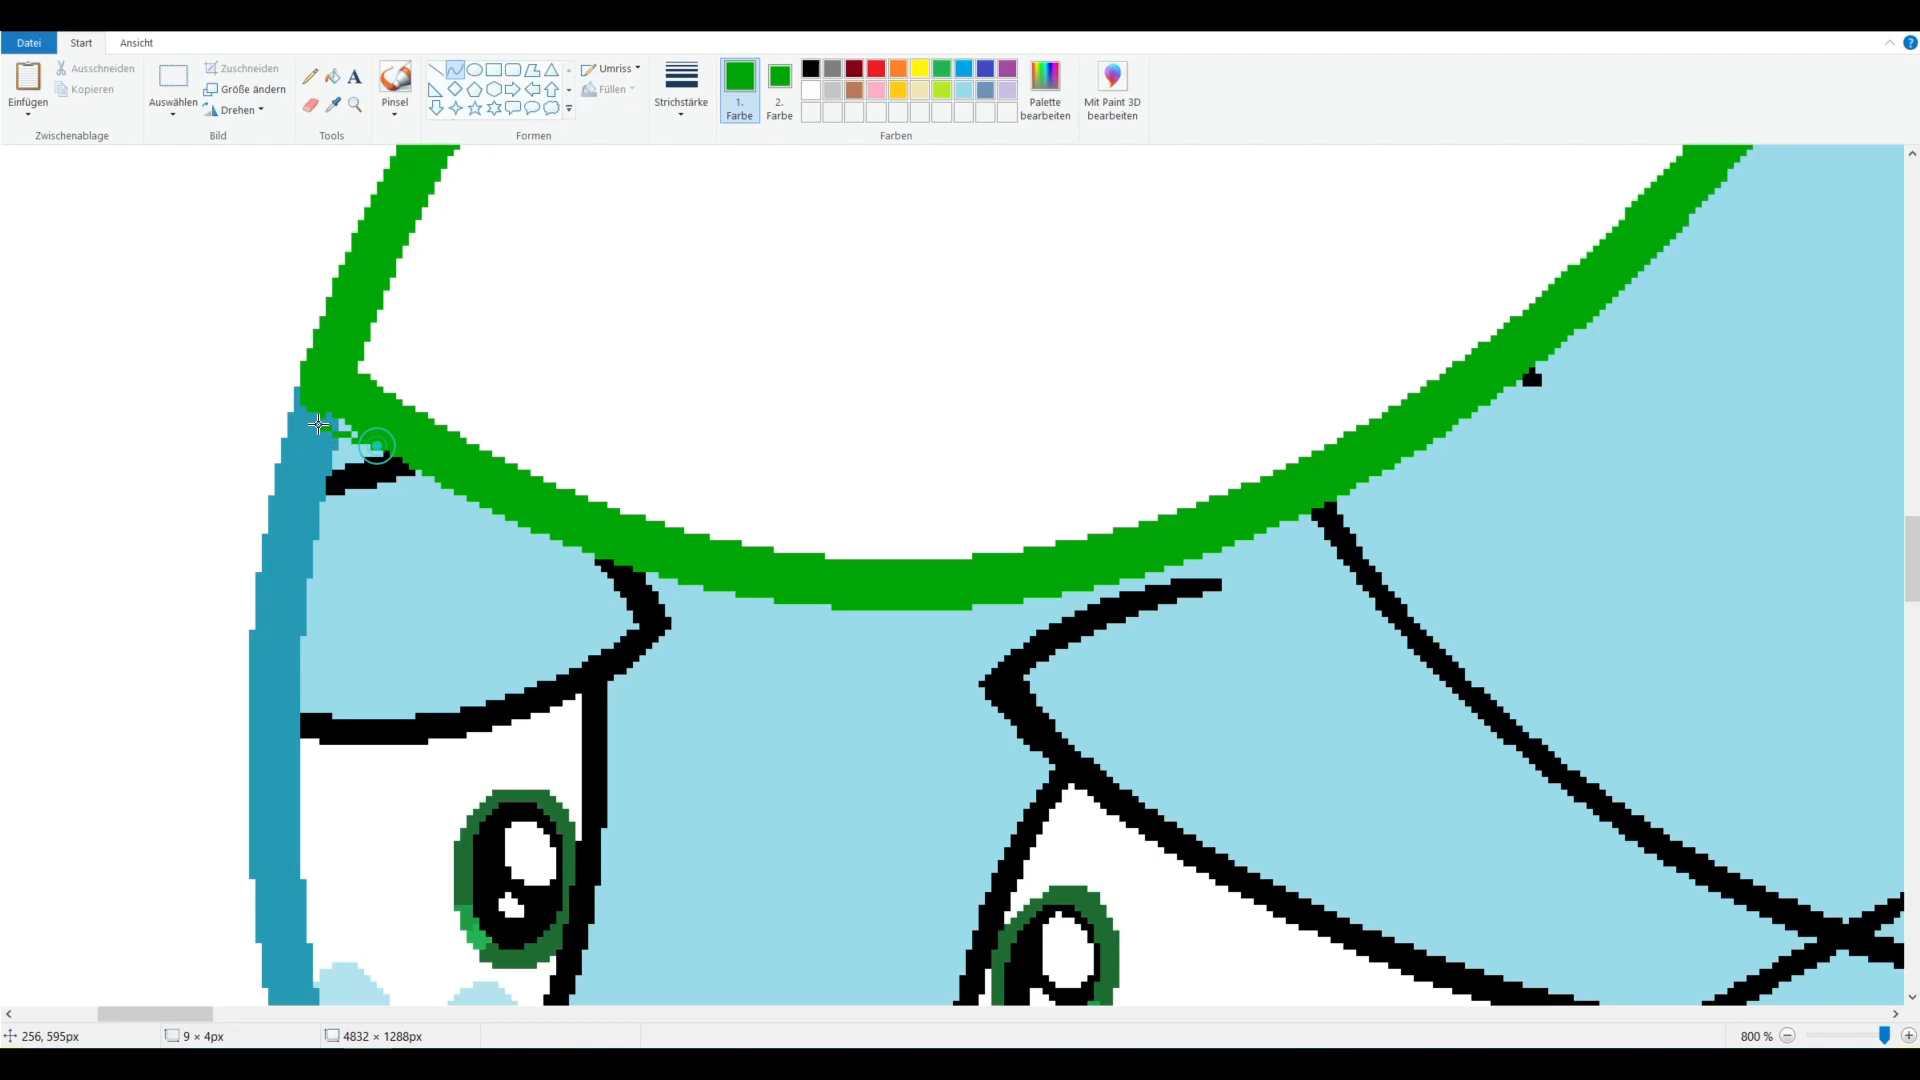 Datei Start Ansicht
Ausschneiden
Kopieren
Einfügen
Zwischenablage
Zuschneiden
Größe ändern
Drehen
Auswählen
Bild
A
Tools
Pinsel
Umriss
Füllen
Formen
Strichstärke
1.
Farbe
2.
Farbe
Farben
Palette
bearbeiten
Mit Paint 3D
bearbeiten
?
256, 595px 9 × 4px 4832 × 1288px 800 %